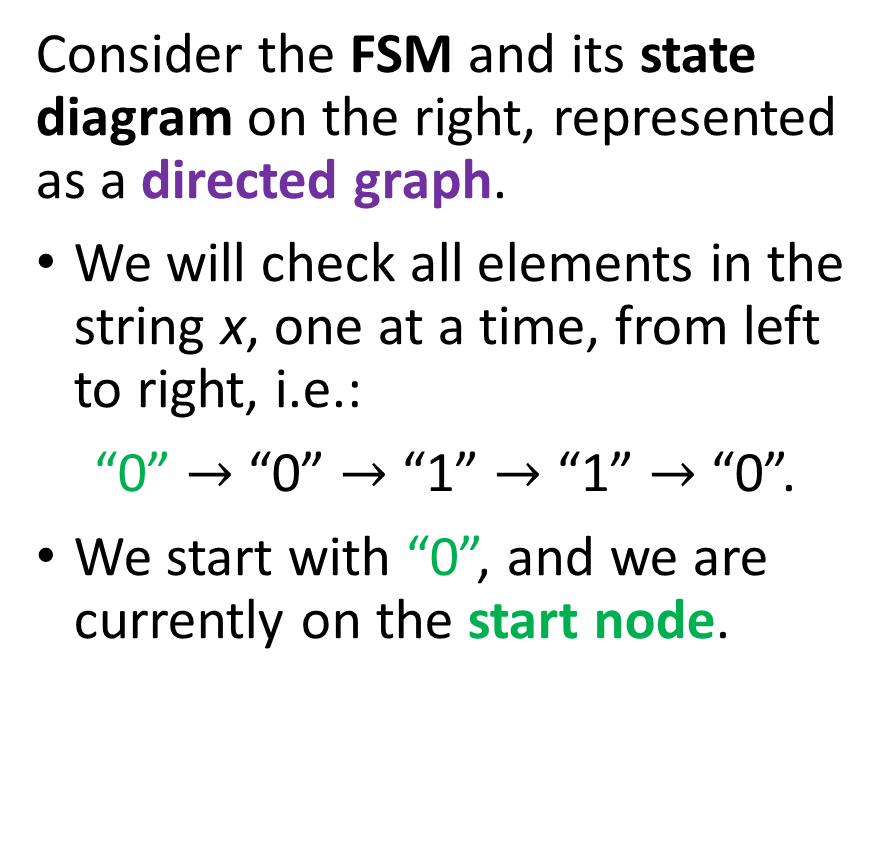 Consider the FSM and its state
diagram on the right, represented
as a directed graph.
• We will check all elements in the
string x, one at a time, from left
to right, i.e.:
“0” → “0” → “1” → “1” → “0”.
• We start with “0”, and we are
currently on the start node.